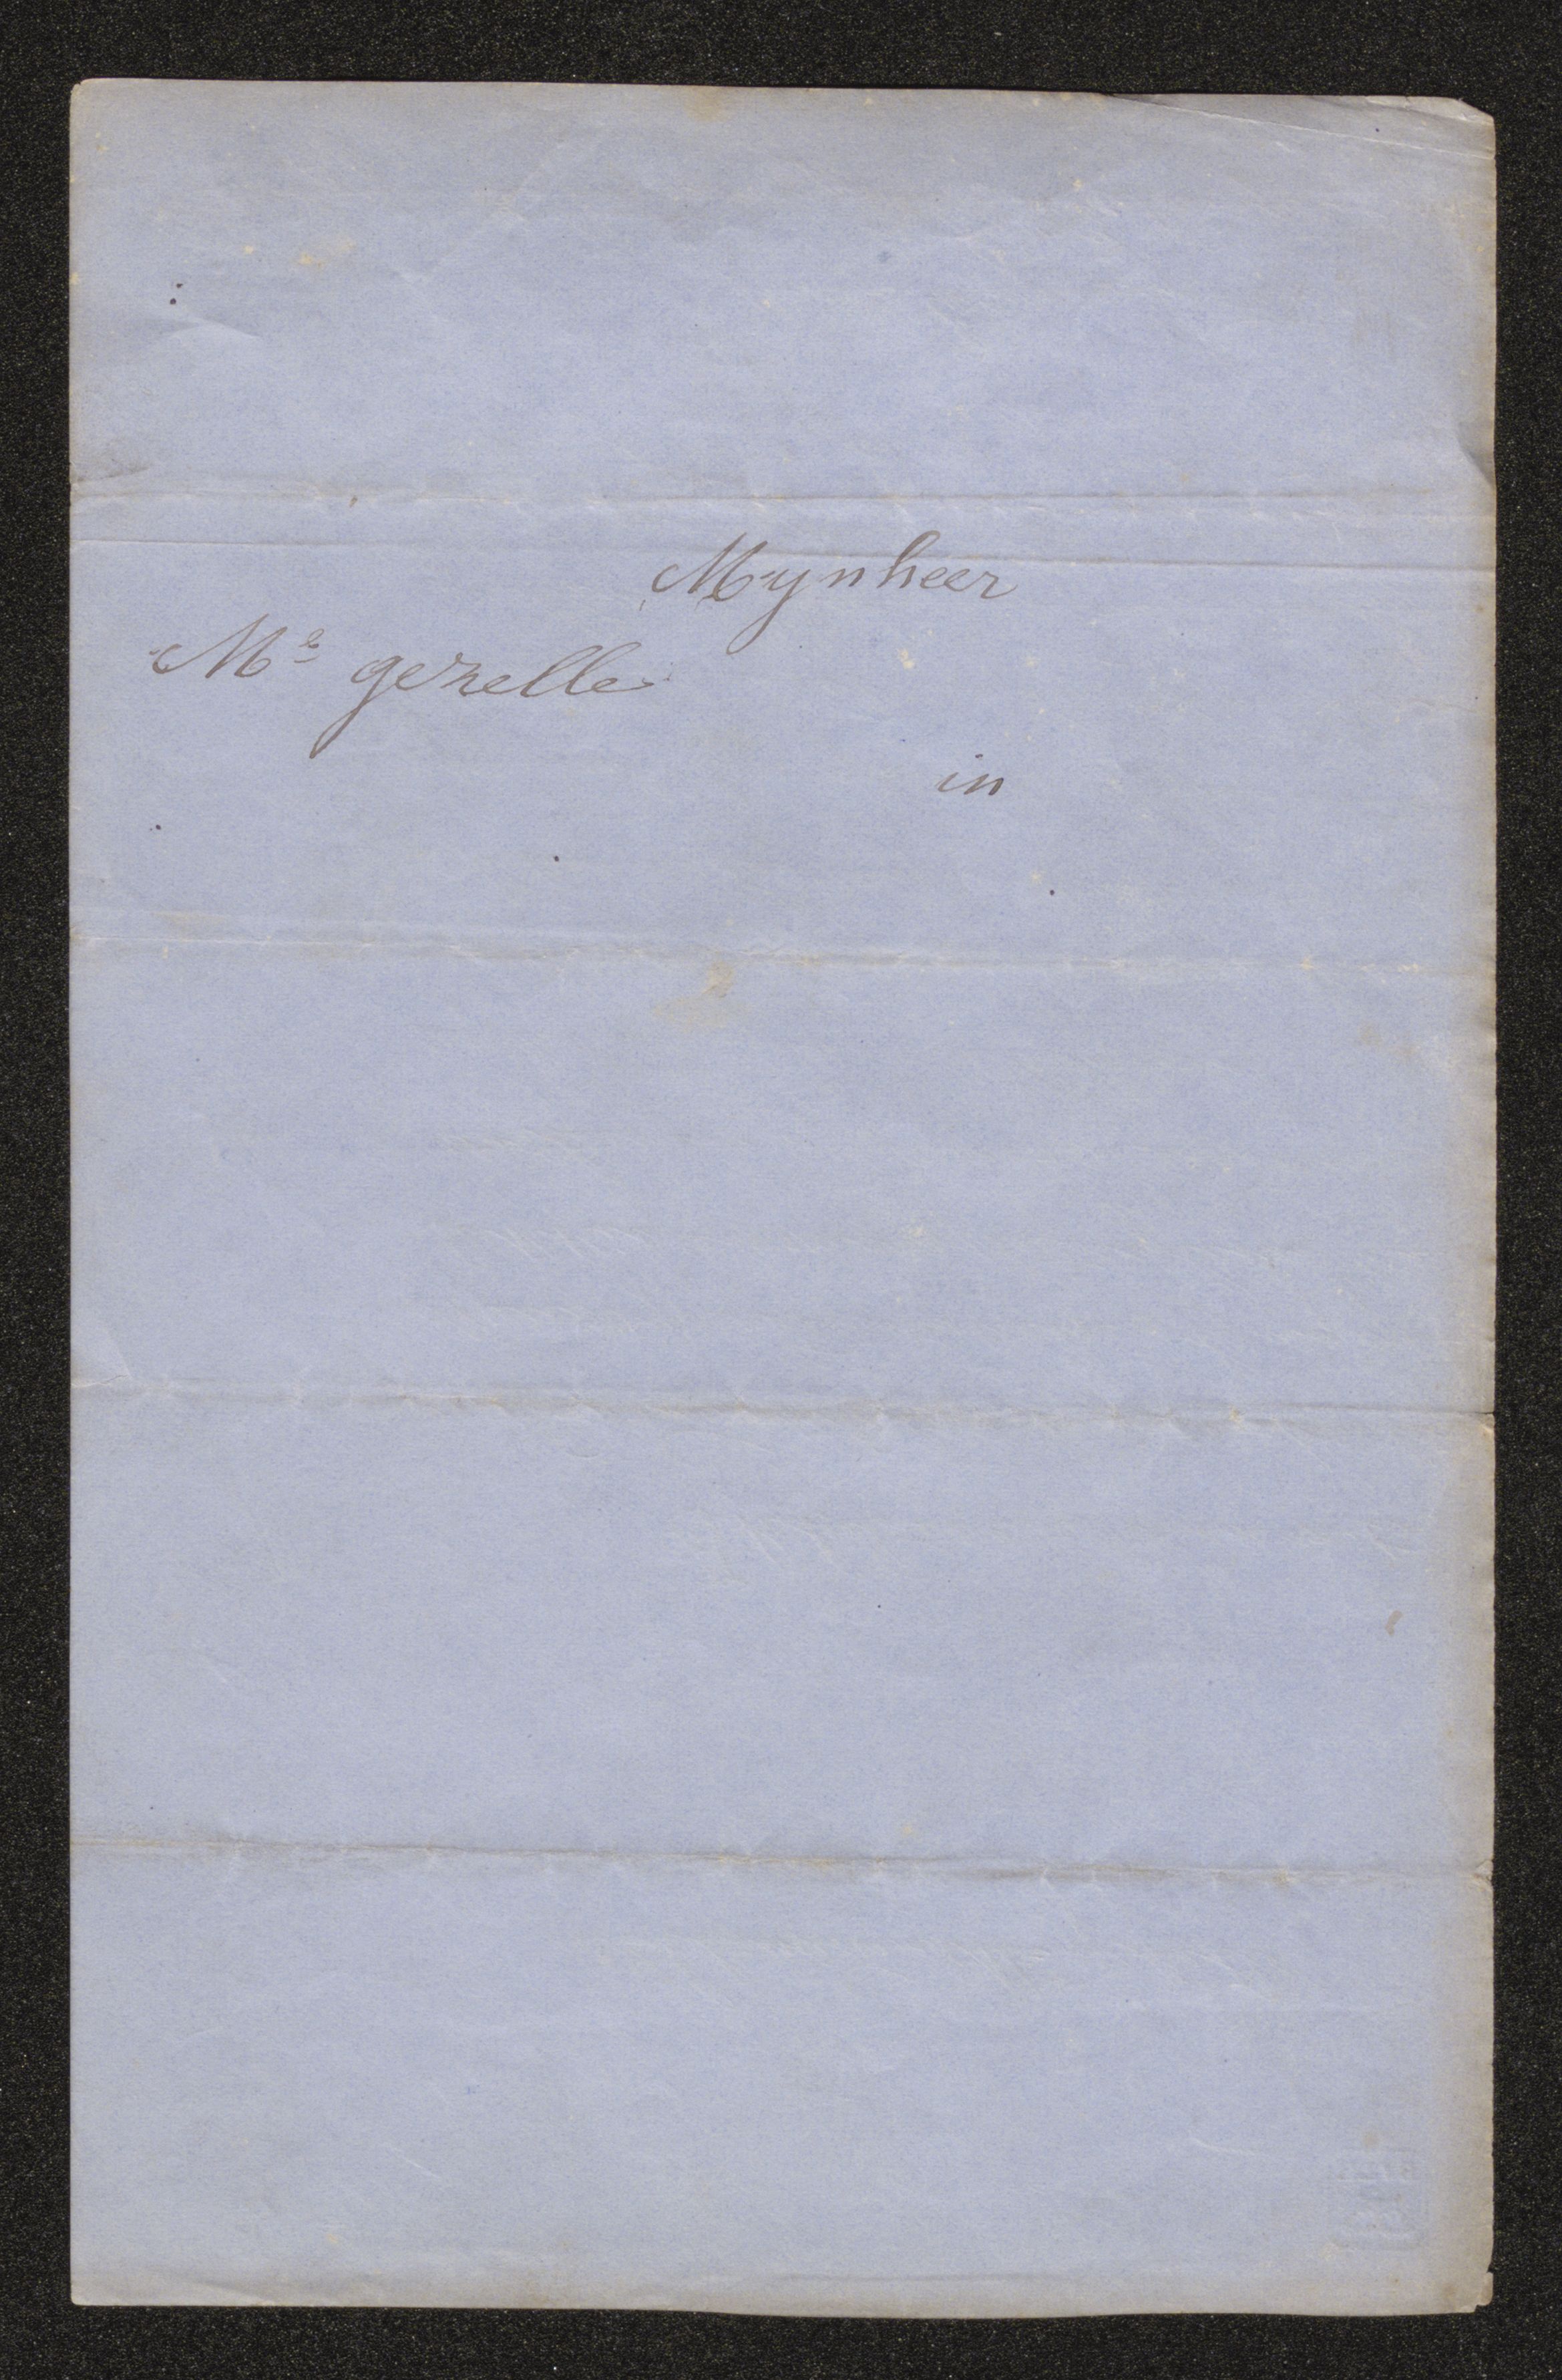 Mynheer
Mr gezelle
in